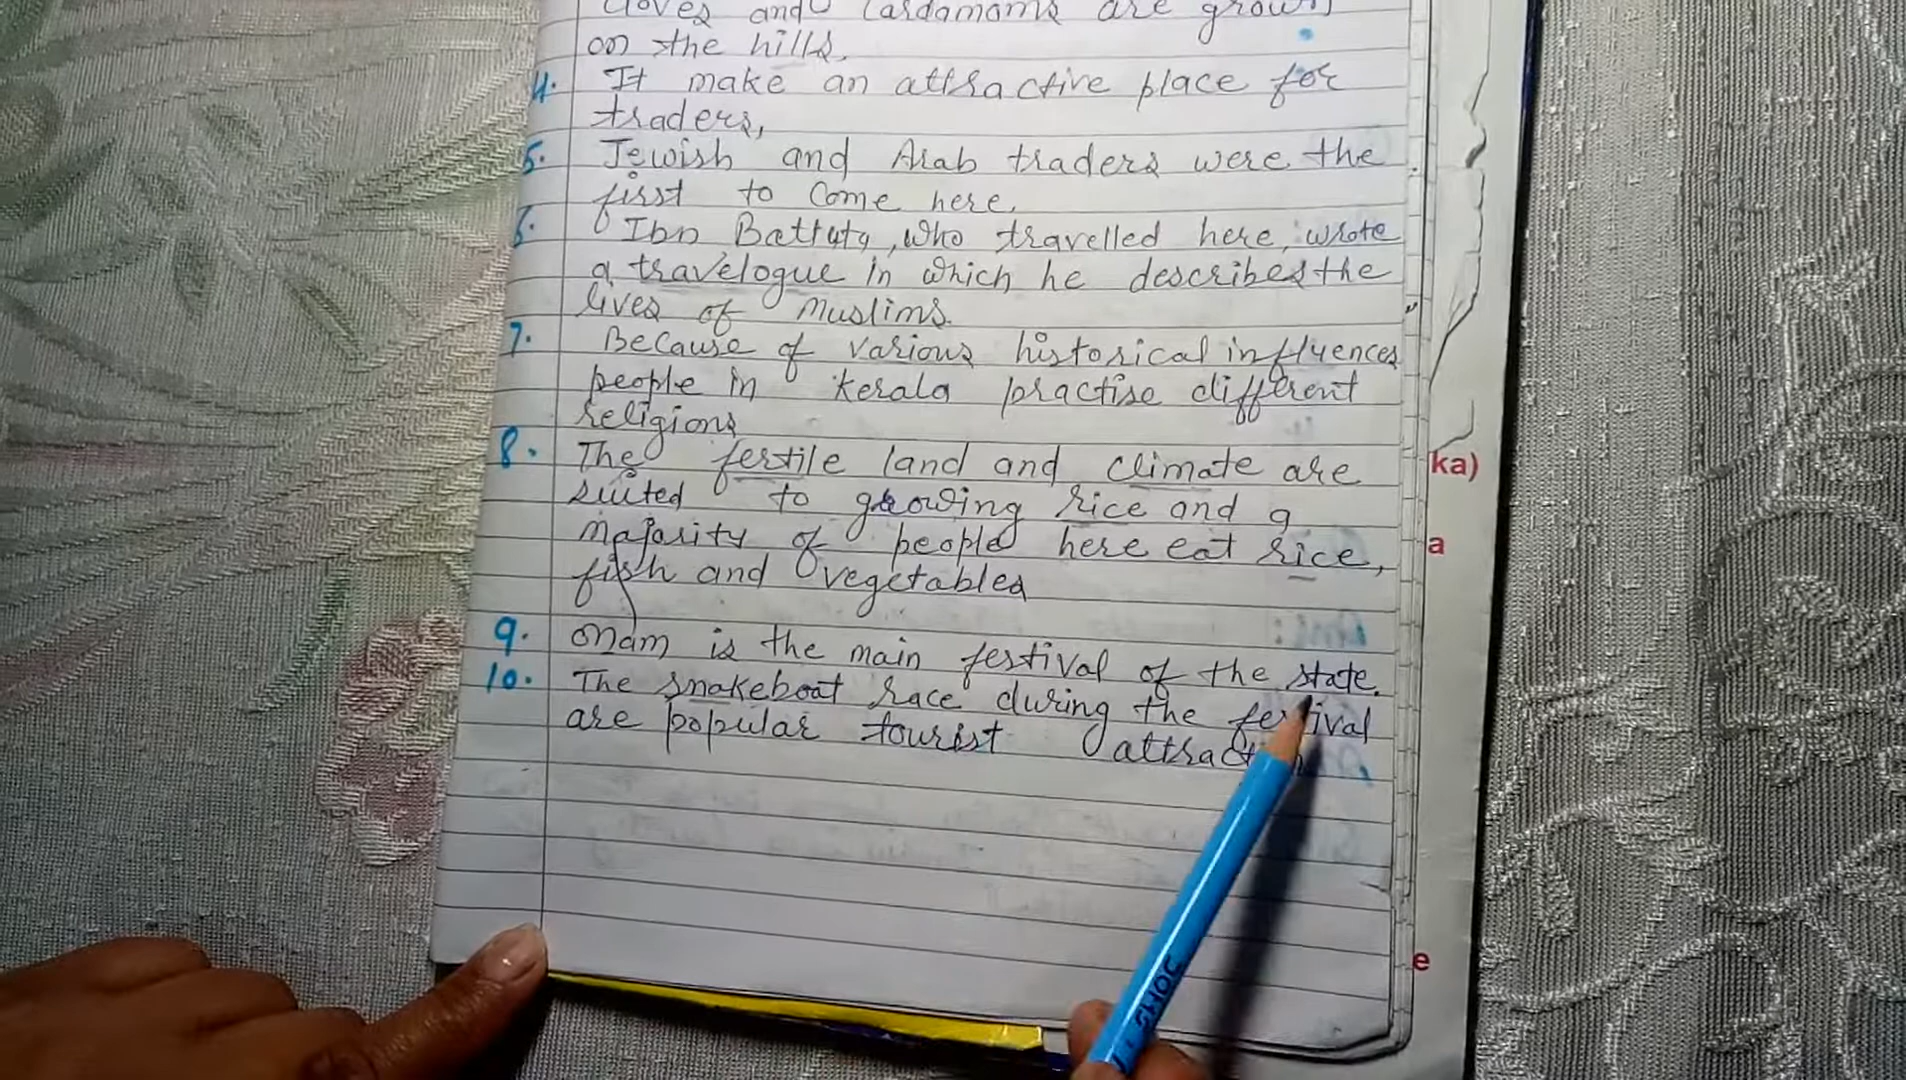 Cloves and Cardamoms are grown
on the hills.
4. It make an attractive place for
traders,
5. Jewish and Arab traders were the
first to come here.
6. Ibn Battuta, who travelled here, wrote
a travelogue in which he describes the
lives of muslims.
7. Because of various historical influences
people in kerala practise different
religions
8. The fertile land and climate are
suited to growing rice and a
majority of people here eat rice,
fish and vegetables
9. onam is the main festival of the state.
10. The snakeboat race during the festival
are popular tourist
ka)
a
e
SHOC